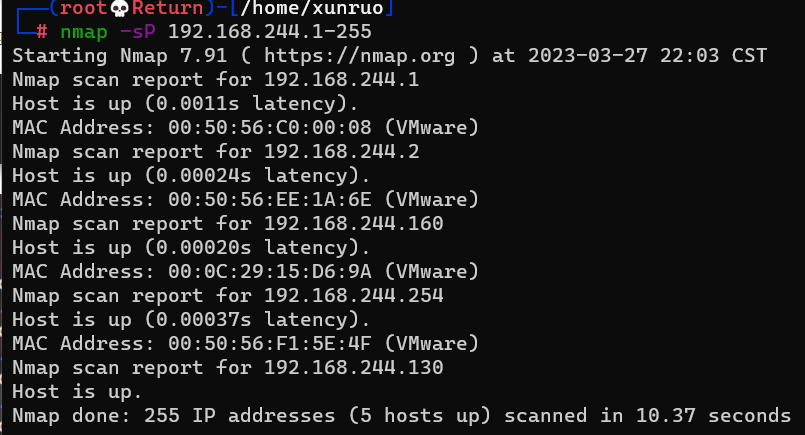 ┌──(root💀Return)-[/home/xunruo]
└─# nmap -sP 192.168.244.1-255
Starting Nmap 7.91 ( https://nmap.org ) at 2023-03-27 22:03 CST
Nmap scan report for 192.168.244.1
Host is up (0.0011s latency).
MAC Address: 00:50:56:C0:00:08 (VMware)
Nmap scan report for 192.168.244.2
Host is up (0.00024s latency).
MAC Address: 00:50:56:EE:1A:6E (VMware)
Nmap scan report for 192.168.244.160
Host is up (0.00020s latency).
MAC Address: 00:0C:29:15:D6:9A (VMware)
Nmap scan report for 192.168.244.254
Host is up (0.00037s latency).
MAC Address: 00:50:56:F1:5E:4F (VMware)
Nmap scan report for 192.168.244.130
Host is up.
Nmap done: 255 IP addresses (5 hosts up) scanned in 10.37 seconds